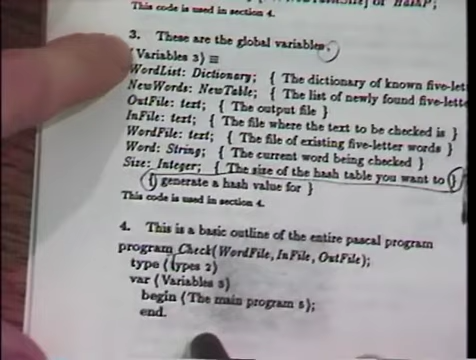 This code is used in section 4.
3. These are the global variables,
⟨Variables 3⟩ ≡
WordList: Dictionary; { The dictionary of known five-let
NewWords: NewTable; { The list of newly found five-lette
OutFile: text; { The output file }
InFile: text; { The file where the text to be checked is }
WordFile: text; { The file of existing five-letter words }
Word: String; { The current word being checked }
Size: Integer; { The size of the hash table you want to }
{ generate a hash value for }
This code is used in section 4.
4. This is a basic outline of the entire pascal program
program Check(WordFile, InFile, OutFile);
type ⟨types 2⟩
var ⟨Variables 3⟩
begin ⟨The main program 5⟩;
end.